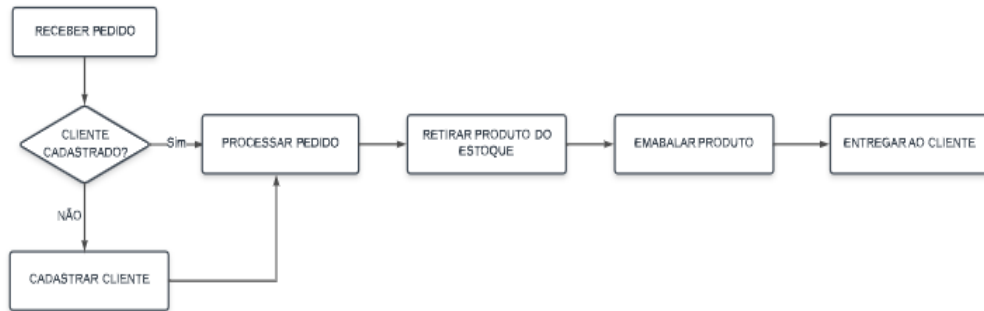 RECEBER PEDIDO
CLIENTE
CADASTRADO?
Sim
PROCESSAR PEDIDO
RETIRAR PRODUTO DO
ESTOQUE
EMABALAR PRODUTO
ENTREGAR AO CLIENTE
NÃO
CADASTRAR CLIENTE